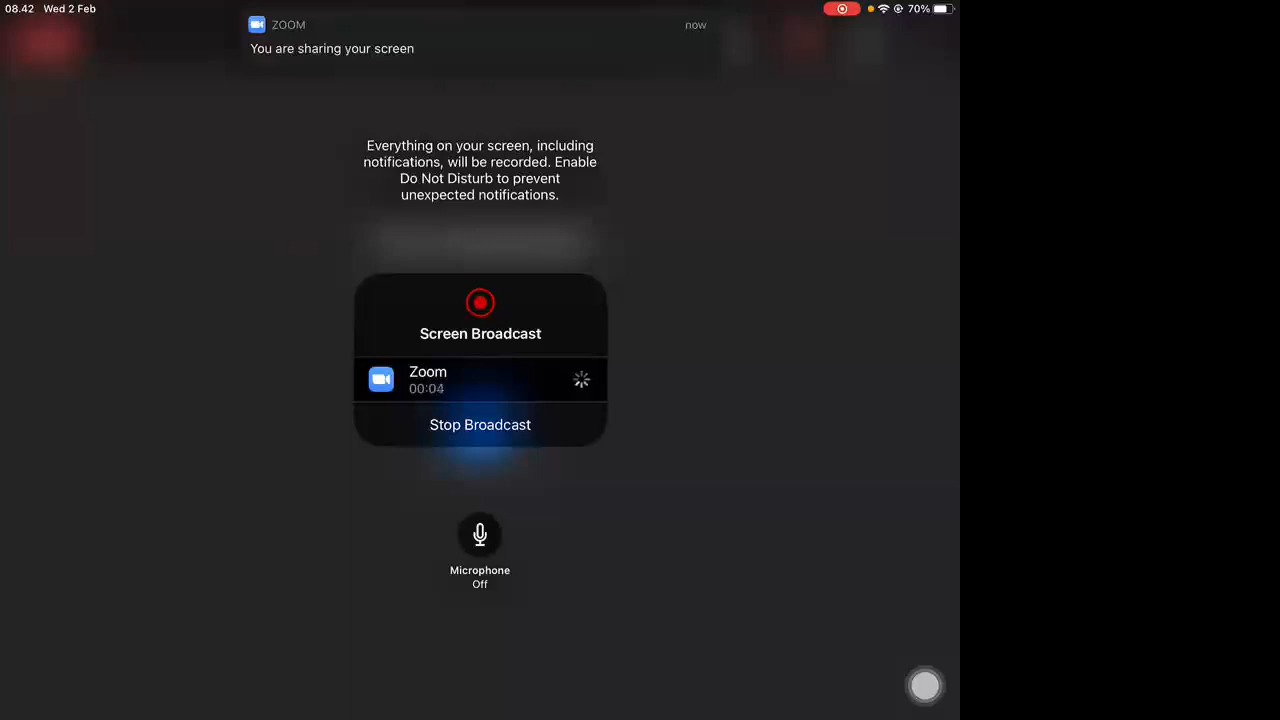 08.42 Wed 2 Feb
70%
ZOOM
now
You are sharing your screen
Everything on your screen, including
notifications, will be recorded. Enable
Do Not Disturb to prevent
unexpected notifications.
Screen Broadcast
Zoom
00:04
Stop Broadcast
Microphone
Off